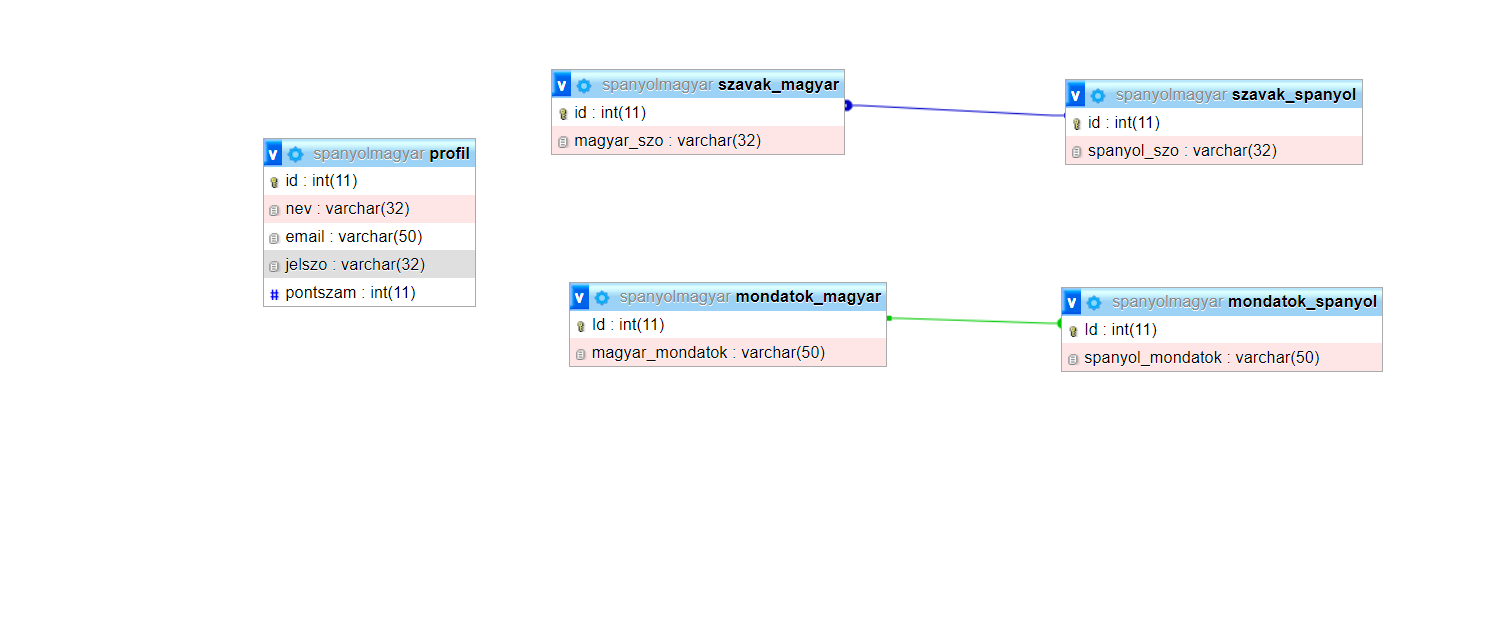 v spanyolmagyar profil
id : int(11)
nev : varchar(32)
email : varchar(50)
jelszo : varchar(32)
# pontszam : int(11)
v spanyolmagyar szavak_magyar
id : int(11)
magyar_szo : varchar(32)
v spanyolmagyar szavak_spanyol
id : int(11)
spanyol_szo : varchar(32)
v spanyolmagyar mondatok_magyar
Id : int(11)
magyar_mondatok : varchar(50)
v spanyolmagyar mondatok_spanyol
Id : int(11)
spanyol_mondatok : varchar(50)